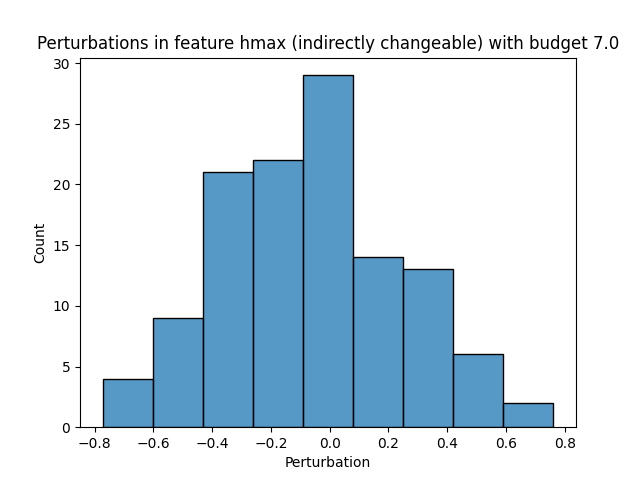 Perturbations in feature hmax (indirectly changeable) with budget 7.0
30
25
20
15
10
5
0
Count
−0.8 −0.6 −0.4 −0.2 0.0 0.2 0.4 0.6 0.8
Perturbation